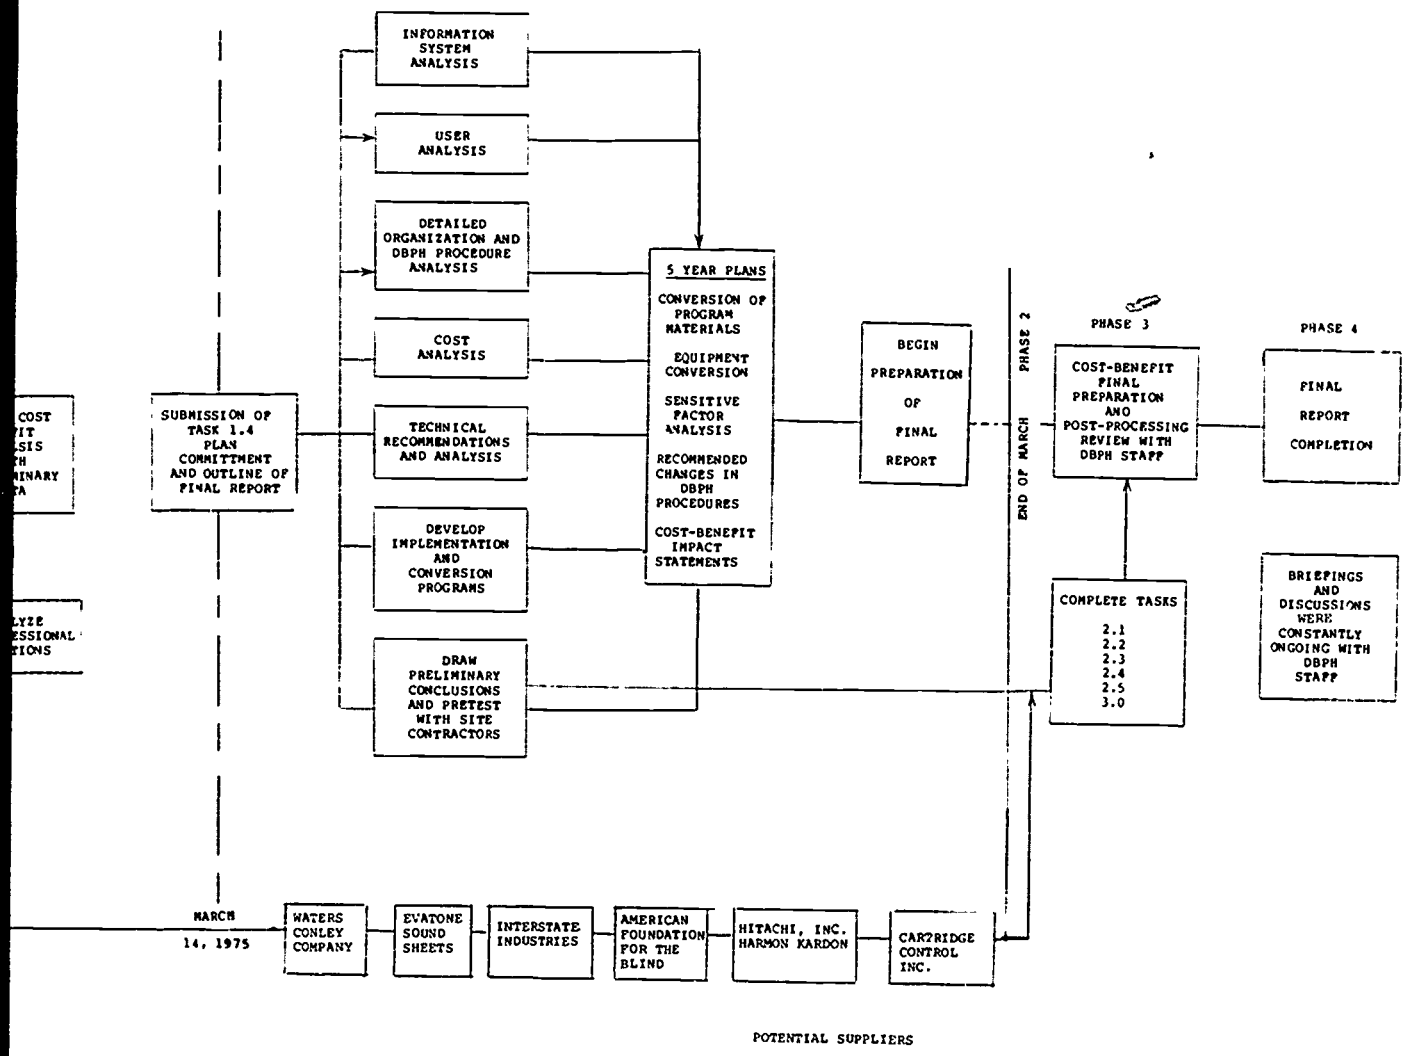 INFORMATION
SYSTEM
ANALYSIS
USER
ANALYSIS
DETAILED
ORGANIZATION AND
DBPH PROCEDURE
ANALYSIS
COST
ANALYSIS
TECHNICAL
RECOMMENDATIONS
AND ANALYSIS
DEVELOP
IMPLEMENTATION
AND
CONVERSION
PROGRAMS
DRAW
PRELIMINARY
CONCLUSIONS
AND PRETEST
WITH SITE
CONTRACTORS
COST
SUBMISSION OF
TASK 1.4
PLAN
COMMITTMENT
AND OUTLINE OF
FINAL REPORT
5 YEAR PLANS
CONVERSION OF
PROGRAM
MATERIALS
EQUIPMENT
CONVERSION
SENSITIVE
FACTOR
ANALYSIS
RECOMMENDED
CHANGES IN
DBPH
PROCEDURES
COST-BENEFIT
IMPACT
STATEMENTS
BEGIN
PREPARATION
OF
FINAL
REPORT
END OF MARCH PHASE 2
PHASE 3
COST-BENEFIT
FINAL
PREPARATION
AND
POST-PROCESSING
REVIEW WITH
DBPH STAFF
PHASE 4
FINAL
REPORT
COMPLETION
COMPLETE TASKS
2.1
2.2
2.3
2.4
2.5
3.0
BRIEFINGS
AND
DISCUSSIONS
WERE
CONSTANTLY
ONGOING WITH
DBPH
STAFF
MARCH
14, 1975
WATERS
CONLEY
COMPANY
EVATONE
SOUND
SHEETS
INTERSTATE
INDUSTRIES
AMERICAN
FOUNDATION
FOR THE
BLIND
HITACHI, INC.
HARMON KARDON
CARTRIDGE
CONTROL
INC.
POTENTIAL SUPPLIERS